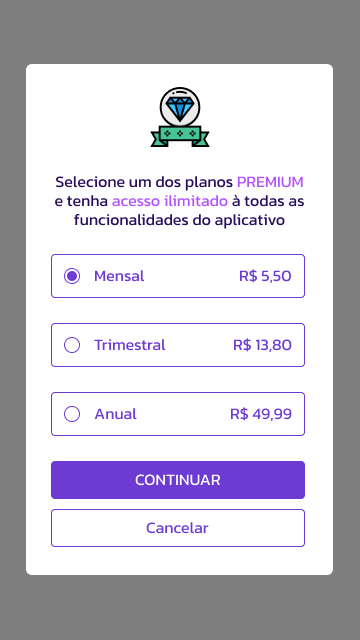 Selecione um dos planos PREMIUM
e tenha acesso ilimitado à todas as
funcionalidades do aplicativo
Mensal R$ 5,50
Trimestral R$ 13,80
Anual R$ 49,99
CONTINUAR
Cancelar